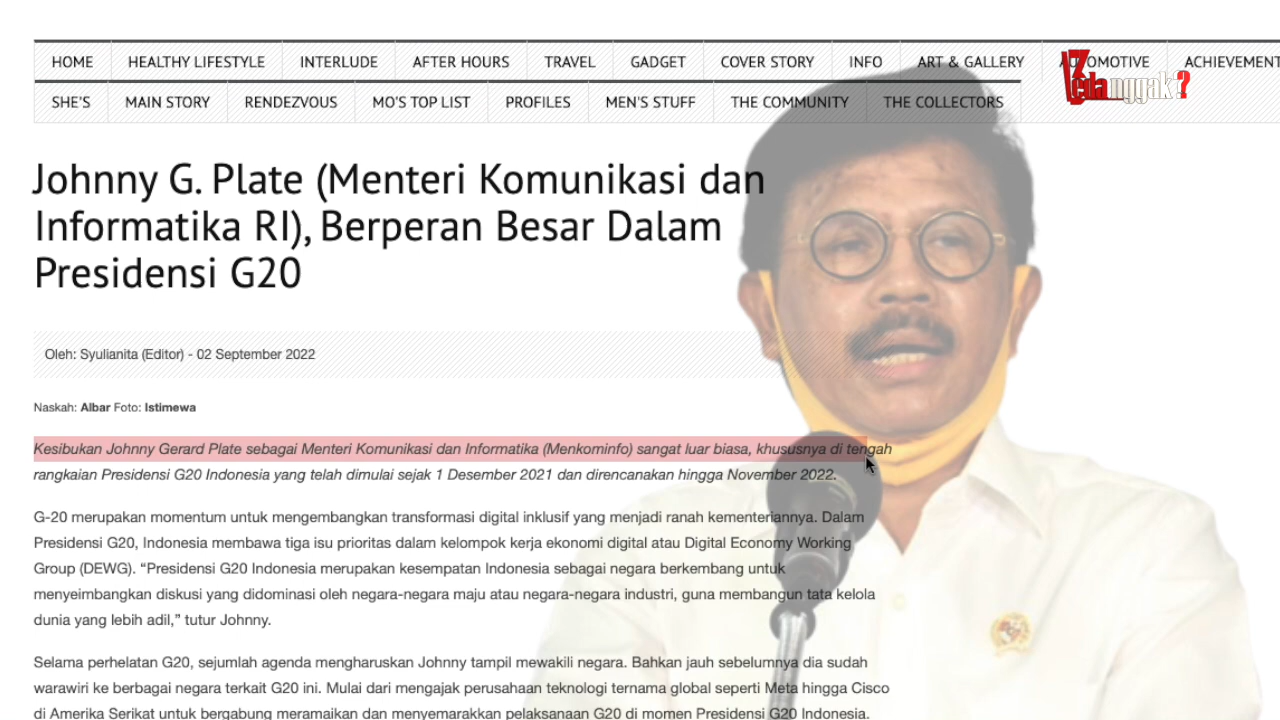 HOME HEALTHY LIFESTYLE INTERLUDE AFTER HOURS TRAVEL GADGET COVER STORY INFO ART & GALLERY AUTOMOTIVE ACHIEVEMENT
SHE'S MAIN STORY RENDEZVOUS MO'S TOP LIST PROFILES MEN'S STUFF THE COMMUNITY THE COLLECTORS
Johnny G. Plate (Menteri Komunikasi dan
Informatika RI), Berperan Besar Dalam
Presidensi G20
Oleh: Syulianita (Editor) - 02 September 2022
Naskah: Albar Foto: Istimewa
Kesibukan Johnny Gerard Plate sebagai Menteri Komunikasi dan Informatika (Menkominfo) sangat luar biasa, khususnya di tengah
rangkaian Presidensi G20 Indonesia yang telah dimulai sejak 1 Desember 2021 dan direncanakan hingga November 2022.
G-20 merupakan momentum untuk mengembangkan transformasi digital inklusif yang menjadi ranah kementeriannya. Dalam
Presidensi G20, Indonesia membawa tiga isu prioritas dalam kelompok kerja ekonomi digital atau Digital Economy Working
Group (DEWG). “Presidensi G20 Indonesia merupakan kesempatan Indonesia sebagai negara berkembang untuk
menyeimbangkan diskusi yang didominasi oleh negara-negara maju atau negara-negara industri, guna membangun tata kelola
dunia yang lebih adil,” tutur Johnny.
Selama perhelatan G20, sejumlah agenda mengharuskan Johnny tampil mewakili negara. Bahkan jauh sebelumnya dia sudah
warawiri ke berbagai negara terkait G20 ini. Mulai dari mengajak perusahaan teknologi ternama global seperti Meta hingga Cisco
di Amerika Serikat untuk bergabung meramaikan dan menyemarakkan pelaksanaan G20 di momen Presidensi G20 Indonesia.